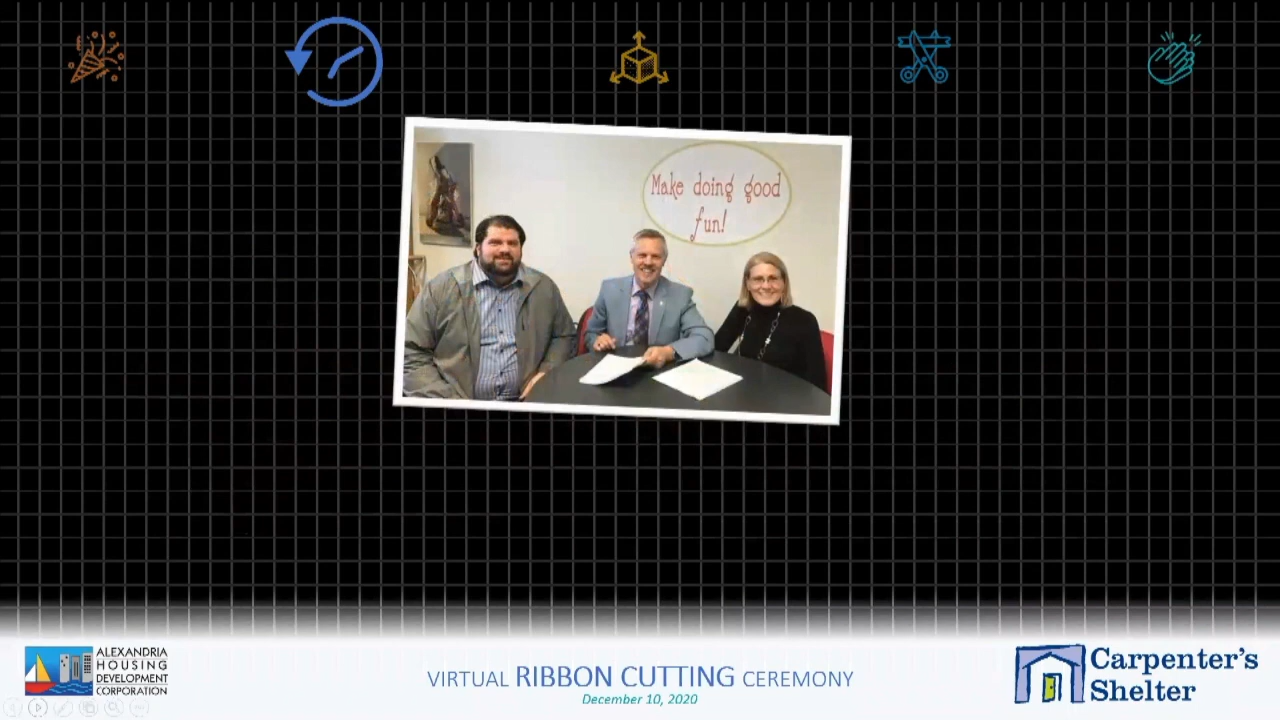 Make doing good
fun!
ALEXANDRIA
HOUSING
DEVELOPMENT
CORPORATION
VIRTUAL RIBBON CUTTING CEREMONY
December 10, 2020
Carpenter's
Shelter